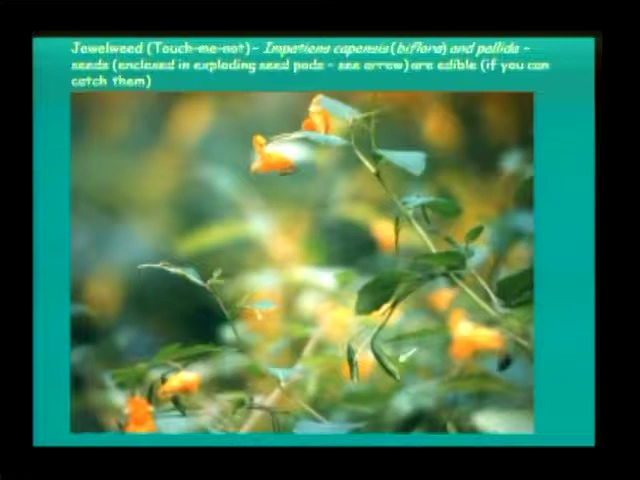 Jewelweed (Touch-me-not)- Impatiens capensis (biflora) and pallida -
seeds (enclosed in exploding seed pods - see arrow) are edible (if you can
catch them)